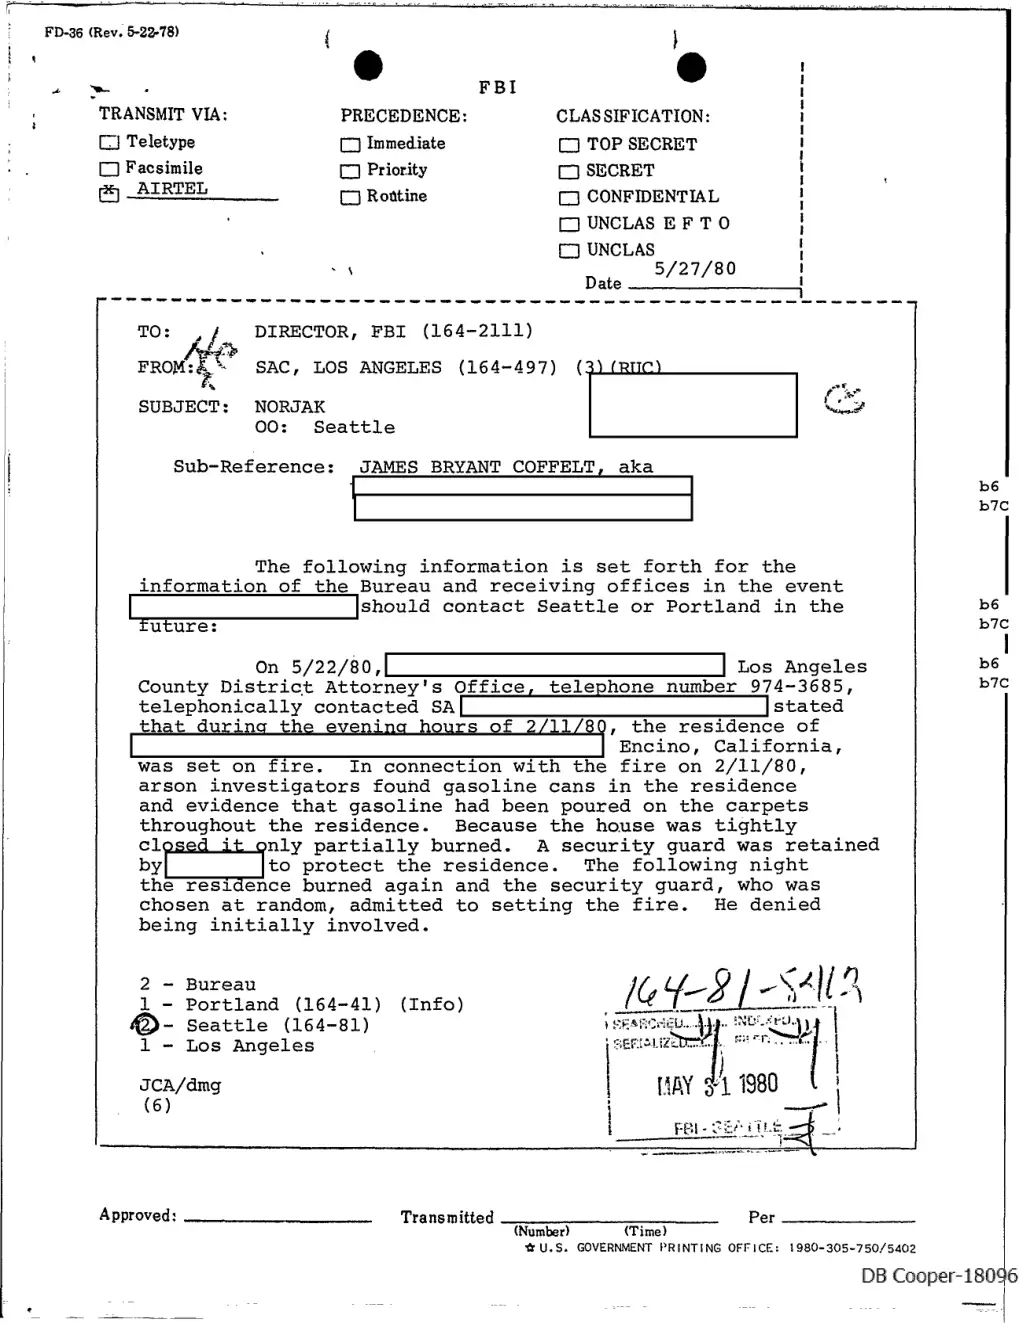 FD-36 (Rev. 5-22-78)
FBI
TRANSMIT VIA:
Teletype
Facsimile
x AIRTEL
PRECEDENCE:
Immediate
Priority
Routine
CLASSIFICATION:
TOP SECRET
SECRET
CONFIDENTIAL
UNCLAS E F T O
UNCLAS
Date 5/27/80
TO: DIRECTOR, FBI (164-2111)
FROM: SAC, LOS ANGELES (164-497) (3) (RUC)
SUBJECT: NORJAK
OO: Seattle
Sub-Reference: JAMES BRYANT COFFELT, aka
b6
b7C
The following information is set forth for the
information of the Bureau and receiving offices in the event
should contact Seattle or Portland in the
future:
b6
b7C
On 5/22/80, Los Angeles
County District Attorney's Office, telephone number 974-3685,
telephonically contacted SA stated
that during the evening hours of 2/11/80, the residence of
Encino, California,
was set on fire. In connection with the fire on 2/11/80,
arson investigators found gasoline cans in the residence
and evidence that gasoline had been poured on the carpets
throughout the residence. Because the house was tightly
closed it only partially burned. A security guard was retained
by to protect the residence. The following night
the residence burned again and the security guard, who was
chosen at random, admitted to setting the fire. He denied
being initially involved.
b6
b7C
2 - Bureau
1 - Portland (164-41) (Info)
2 - Seattle (164-81)
1 - Los Angeles
JCA/dmg
(6)
164-81-
SEARCHED INDEXED
SERIALIZED FILED
MAY 31 1980
FBI - SEATTLE
Approved: Transmitted Per
(Number) (Time)
☆ U.S. GOVERNMENT PRINTING OFFICE: 1980-305-750/5402
DB Cooper-18096